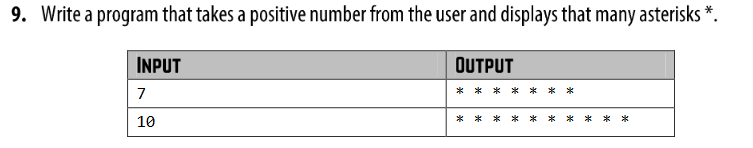 9. Write a program that takes a positive number from the user and displays that many asterisks *.
INPUT OUTPUT
7 * * * * * * *
10 * * * * * * * * * *